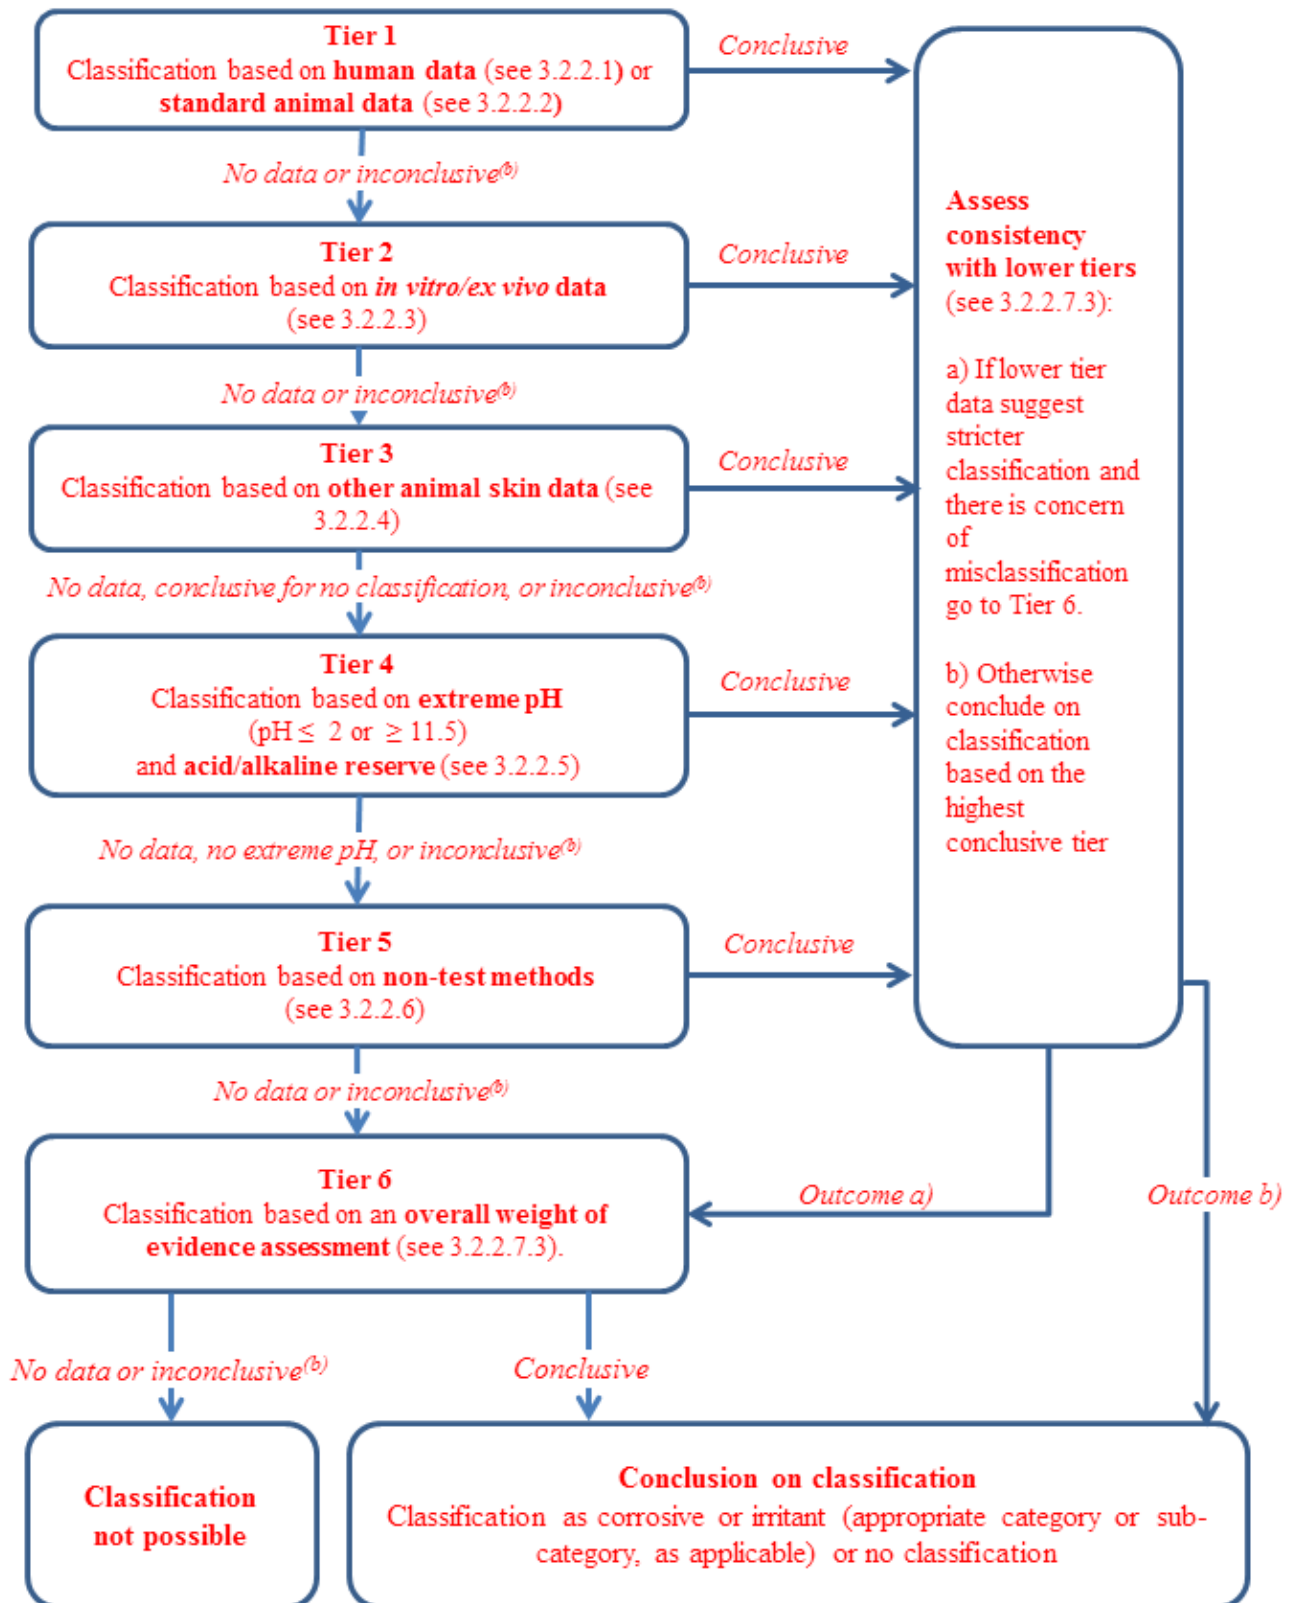 Tier 1
Classification based on human data (see 3.2.2.1) or
standard animal data (see 3.2.2.2)
Conclusive
No data or inconclusive(b)
Tier 2
Classification based on in vitro/ex vivo data
(see 3.2.2.3)
Conclusive
No data or inconclusive(b)
Tier 3
Classification based on other animal skin data (see
3.2.2.4)
Conclusive
No data, conclusive for no classification, or inconclusive(b)
Tier 4
Classification based on extreme pH
(pH ≤ 2 or ≥ 11.5)
and acid/alkaline reserve (see 3.2.2.5)
Conclusive
No data, no extreme pH, or inconclusive(b)
Tier 5
Classification based on non-test methods
(see 3.2.2.6)
Conclusive
No data or inconclusive(b)
Assess
consistency
with lower tiers
(see 3.2.2.7.3):
a) If lower tier
data suggest
stricter
classification and
there is concern
of
misclassification
go to Tier 6.
b) Otherwise
conclude on
classification
based on the
highest
conclusive tier
Tier 6
Classification based on an overall weight of
evidence assessment (see 3.2.2.7.3).
Outcome a)
Outcome b)
No data or inconclusive(b)
Conclusive
Classification
not possible
Conclusion on classification
Classification as corrosive or irritant (appropriate category or sub-
category, as applicable) or no classification